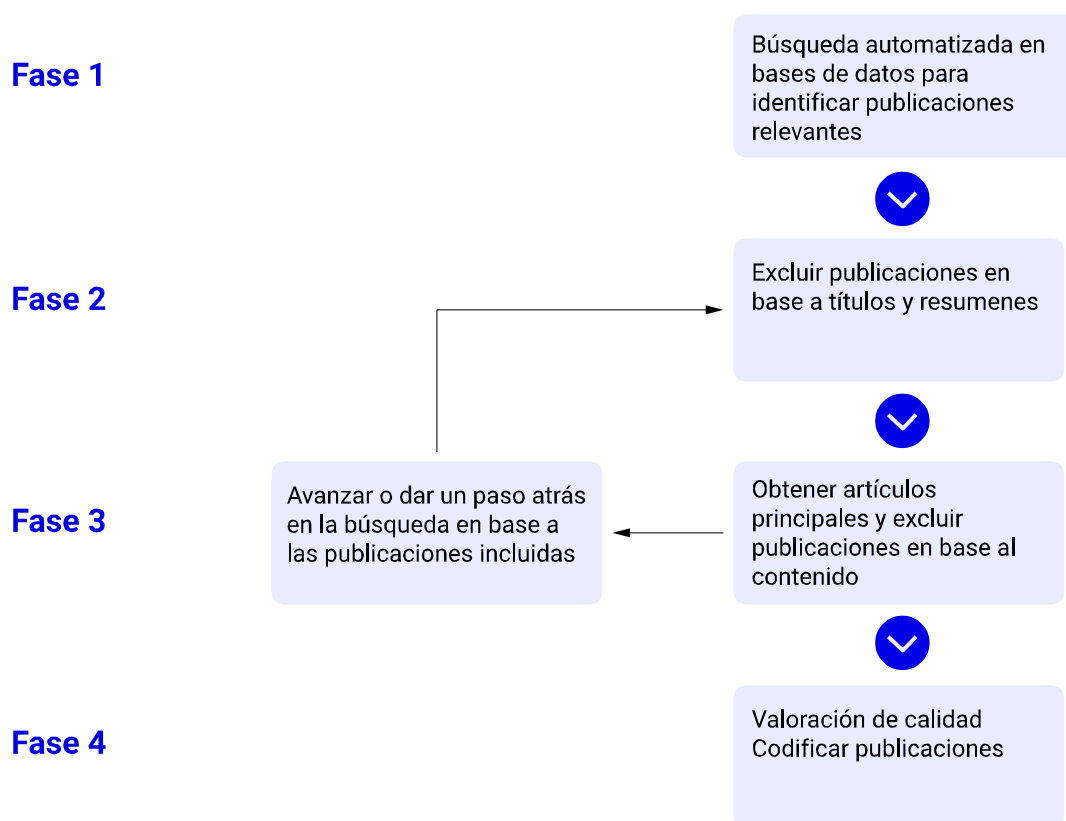 Fase 1
Búsqueda automatizada en
bases de datos para
identificar publicaciones
relevantes
Fase 2
Excluir publicaciones en
base a títulos y resumenes
Fase 3
Avanzar o dar un paso atrás
en la búsqueda en base a
las publicaciones incluidas
Obtener artículos
principales y excluir
publicaciones en base al
contenido
Fase 4
Valoración de calidad
Codificar publicaciones